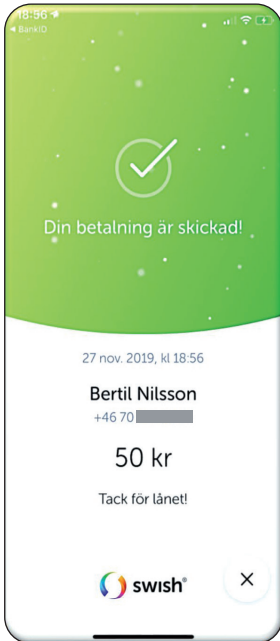 18:56
◀ BankID
Din betalning är skickad!
27 nov. 2019, kl 18:56
Bertil Nilsson
+46 70
50 kr
Tack för lånet!
swish®